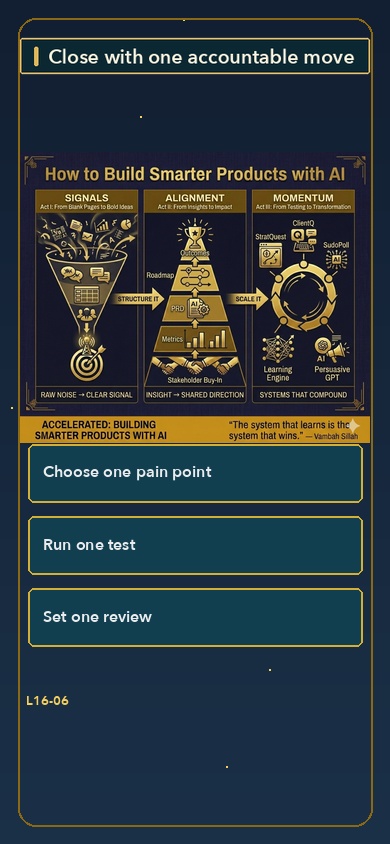 Close with one accountable move
How to Build Smarter Products with AI
SIGNALS
Act I: From Blank Pages to Bold Ideas
RAW NOISE → CLEAR SIGNAL
STRUCTURE IT
ALIGNMENT
Act II: From Insights to Impact
Outcomes
Roadmap
PRD
AI
Metrics
Stakeholder Buy-In
INSIGHT → SHARED DIRECTION
SCALE IT
MOMENTUM
Act III: From Testing to Transformation
ClientQ
StratQuest
SudoPoll
AI
Learning
Engine
AI
Persuasive
GPT
SYSTEMS THAT COMPOUND
ACCELERATED: BUILDING
SMARTER PRODUCTS WITH AI
“The system that learns is the
system that wins.” — Vambah Sillah
Choose one pain point
Run one test
Set one review
L16-06